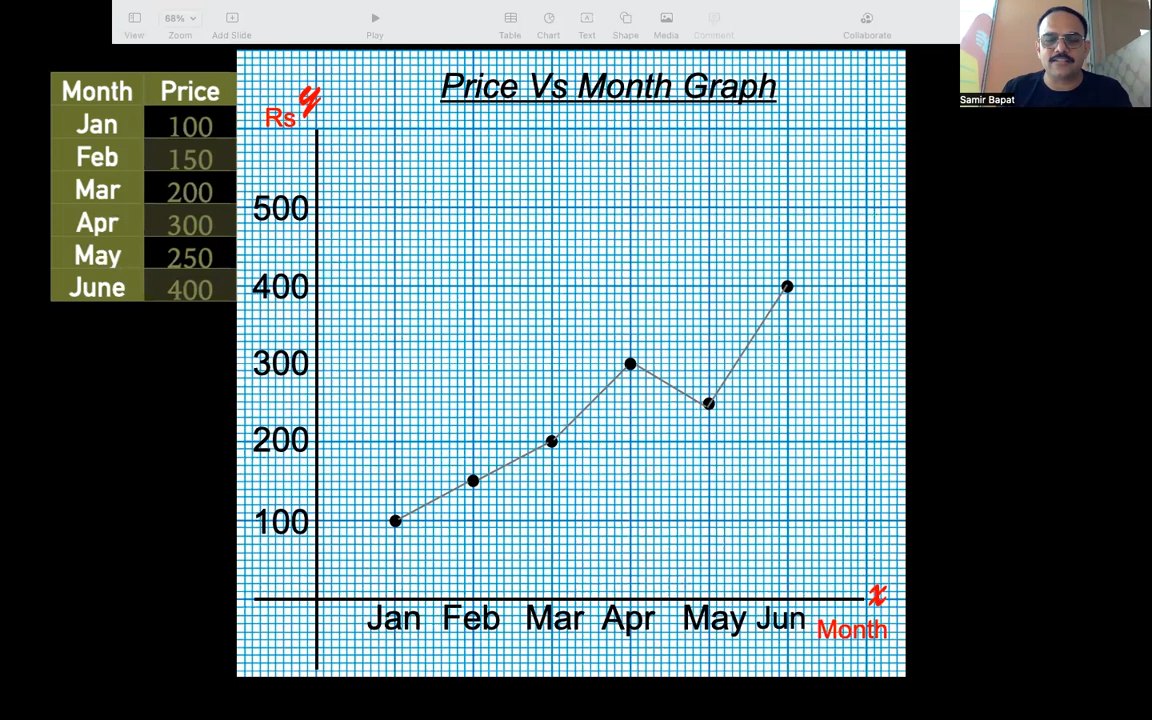 View
68%
Zoom
Add Slide
Play
Table
Chart
Text
Shape
Media
Comment
Collaborate
Samir Bapat
Month Price
Jan 100
Feb 150
Mar 200
Apr 300
May 250
June 400
Price Vs Month Graph
y
Rs
500
400
300
200
100
Jan Feb Mar Apr May Jun
x
Month